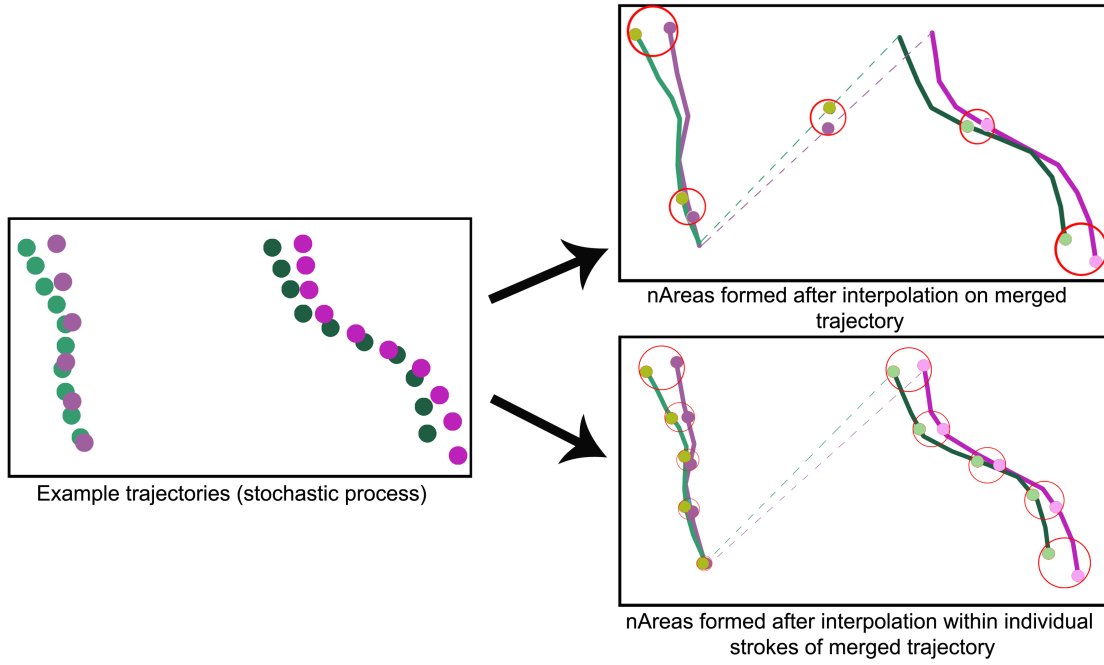 nAreas formed after interpolation on merged
trajectory
Example trajectories (stochastic process)
nAreas formed after interpolation within individual
strokes of merged trajectory